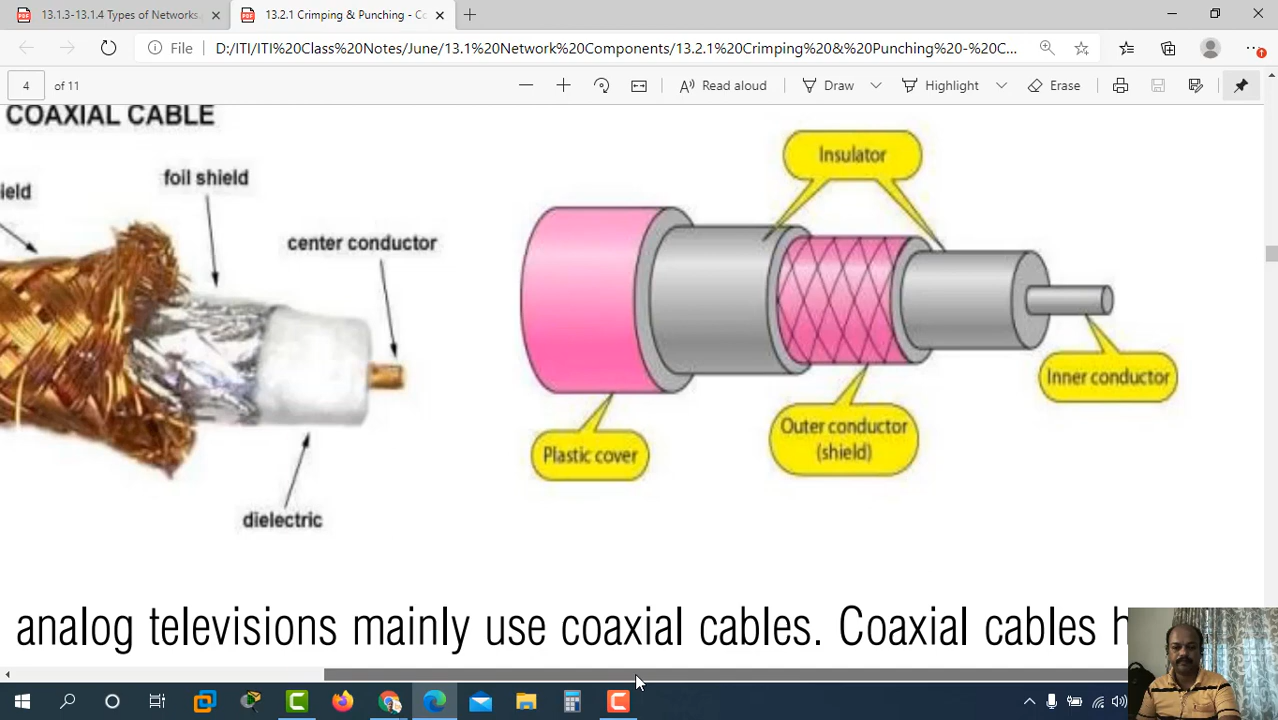 13.1.3-13.1.4 Types of Networks
13.2.1 Crimping & Punching - Co
File
D:/ITI/ITI%20Class%20Notes/June/13.1%20Network%20Components/13.2.1%20Crimping%20&%20Punching%20-%20C...
4
of 11
Read aloud
Draw
Highlight
Erase
COAXIAL CABLE
ield
foil shield
center conductor
dielectric
Insulator
Inner conductor
Outer conductor
(shield)
Plastic cover
analog televisions mainly use coaxial cables. Coaxial cables h